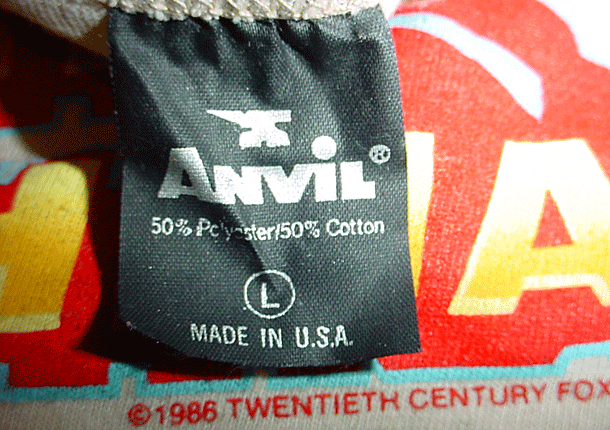 ANVIL®
50% Polyester/50% Cotton
L
MADE IN U.S.A.
©1986 TWENTIETH CENTURY FOX